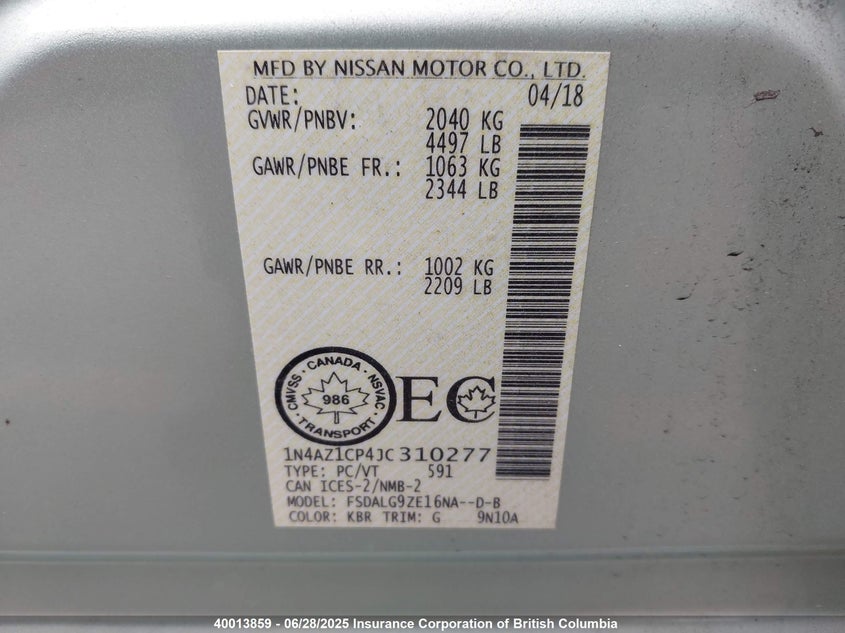 MFD BY NISSAN MOTOR CO., LTD.
DATE: 04/18
GVWR/PNBV: 2040 KG
4497 LB
GAWR/PNBE FR.: 1063 KG
2344 LB
GAWR/PNBE RR.: 1002 KG
2209 LB
CMVSS · CANADA · NSVAC
986
· TRANSPORT ·
EC
1N4AZ1CP4JC310277
TYPE: PC/VT 591
CAN ICES-2/NMB-2
MODEL: FSDALG9ZE16NA--D-B
COLOR: KBR TRIM: G 9N10A
40013859 - 06/28/2025 Insurance Corporation of British Columbia